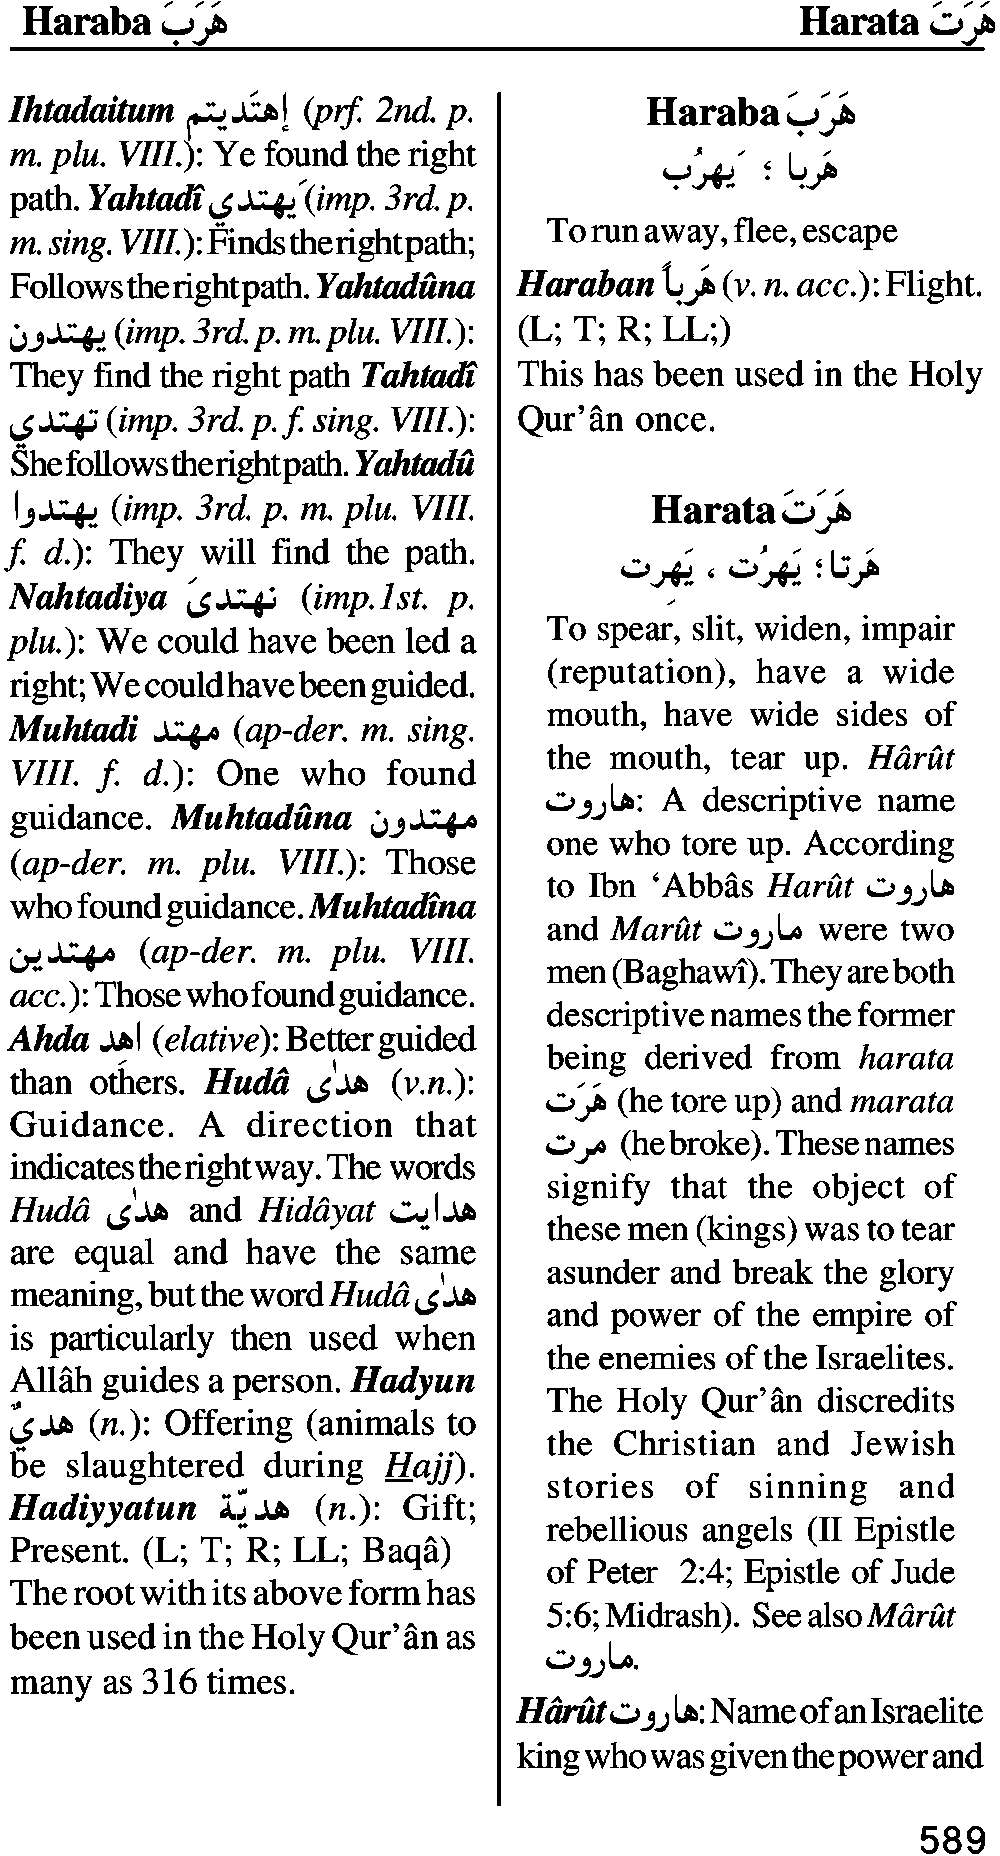 Haraba هَرَبَ
Harata هَرَتَ
Ihtadaitum إهتَديتم (prf. 2nd. p.
m. plu. VIII.): Ye found the right
path. Yahtadî يَهتدي (imp. 3rd. p.
m. sing. VIII.): Finds the right path;
Follows the right path. Yahtadûna
يهتدون (imp. 3rd. p. m. plu. VIII.):
They find the right path Tahtadî
تهتدي (imp. 3rd. p. f. sing. VIII.):
She follows the right path. Yahtadû
يهتدوا (imp. 3rd. p. m. plu. VIII.
f. d.): They will find the path.
Nahtadiya نهتدىَ (imp.1st. p.
plu.): We could have been led a
right; We could have been guided.
Muhtadi مهتد (ap-der. m. sing.
VIII. f. d.): One who found
guidance. Muhtadûna مهتدون
(ap-der. m. plu. VIII.): Those
who found guidance. Muhtadîna
مهتدين (ap-der. m. plu. VIII.
acc.): Those who found guidance.
Ahda اهد (elative): Better guided
than others. Hudâ هدىٰ (v.n.):
Guidance. A direction that
indicates the right way. The words
Hudâ هدىٰ and Hidâyat هدايت
are equal and have the same
meaning, but the word Hudâ هدىٰ
is particularly then used when
Allâh guides a person. Hadyun
هديٌ (n.): Offering (animals to
be slaughtered during Hajj).
Hadiyyatun هديّة (n.): Gift;
Present. (L; T; R; LL; Baqâ)
The root with its above form has
been used in the Holy Qur’ân as
many as 316 times.
Haraba هَرَبَ
هَربا ؛ يَهرُب
To run away, flee, escape
Haraban هَرباً (v. n. acc.): Flight.
(L; T; R; LL;)
This has been used in the Holy
Qur’ân once.
Harata هَرَتَ
هَرتا؛ يَهرُت ، يَهرِت
To spear, slit, widen, impair
(reputation), have a wide
mouth, have wide sides of
the mouth, tear up. Hârût
هاروت: A descriptive name
one who tore up. According
to Ibn ‘Abbâs Harût هاروت
and Marût ماروت were two
men (Baghawî). They are both
descriptive names the former
being derived from harata
هَرَت (he tore up) and marata
مرت (he broke). These names
signify that the object of
these men (kings) was to tear
asunder and break the glory
and power of the empire of
the enemies of the Israelites.
The Holy Qur’ân discredits
the Christian and Jewish
stories of sinning and
rebellious angels (II Epistle
of Peter 2:4; Epistle of Jude
5:6; Midrash). See also Mârût
ماروت.
Hârût هاروت: Name of an Israelite
king who was given the power and
589